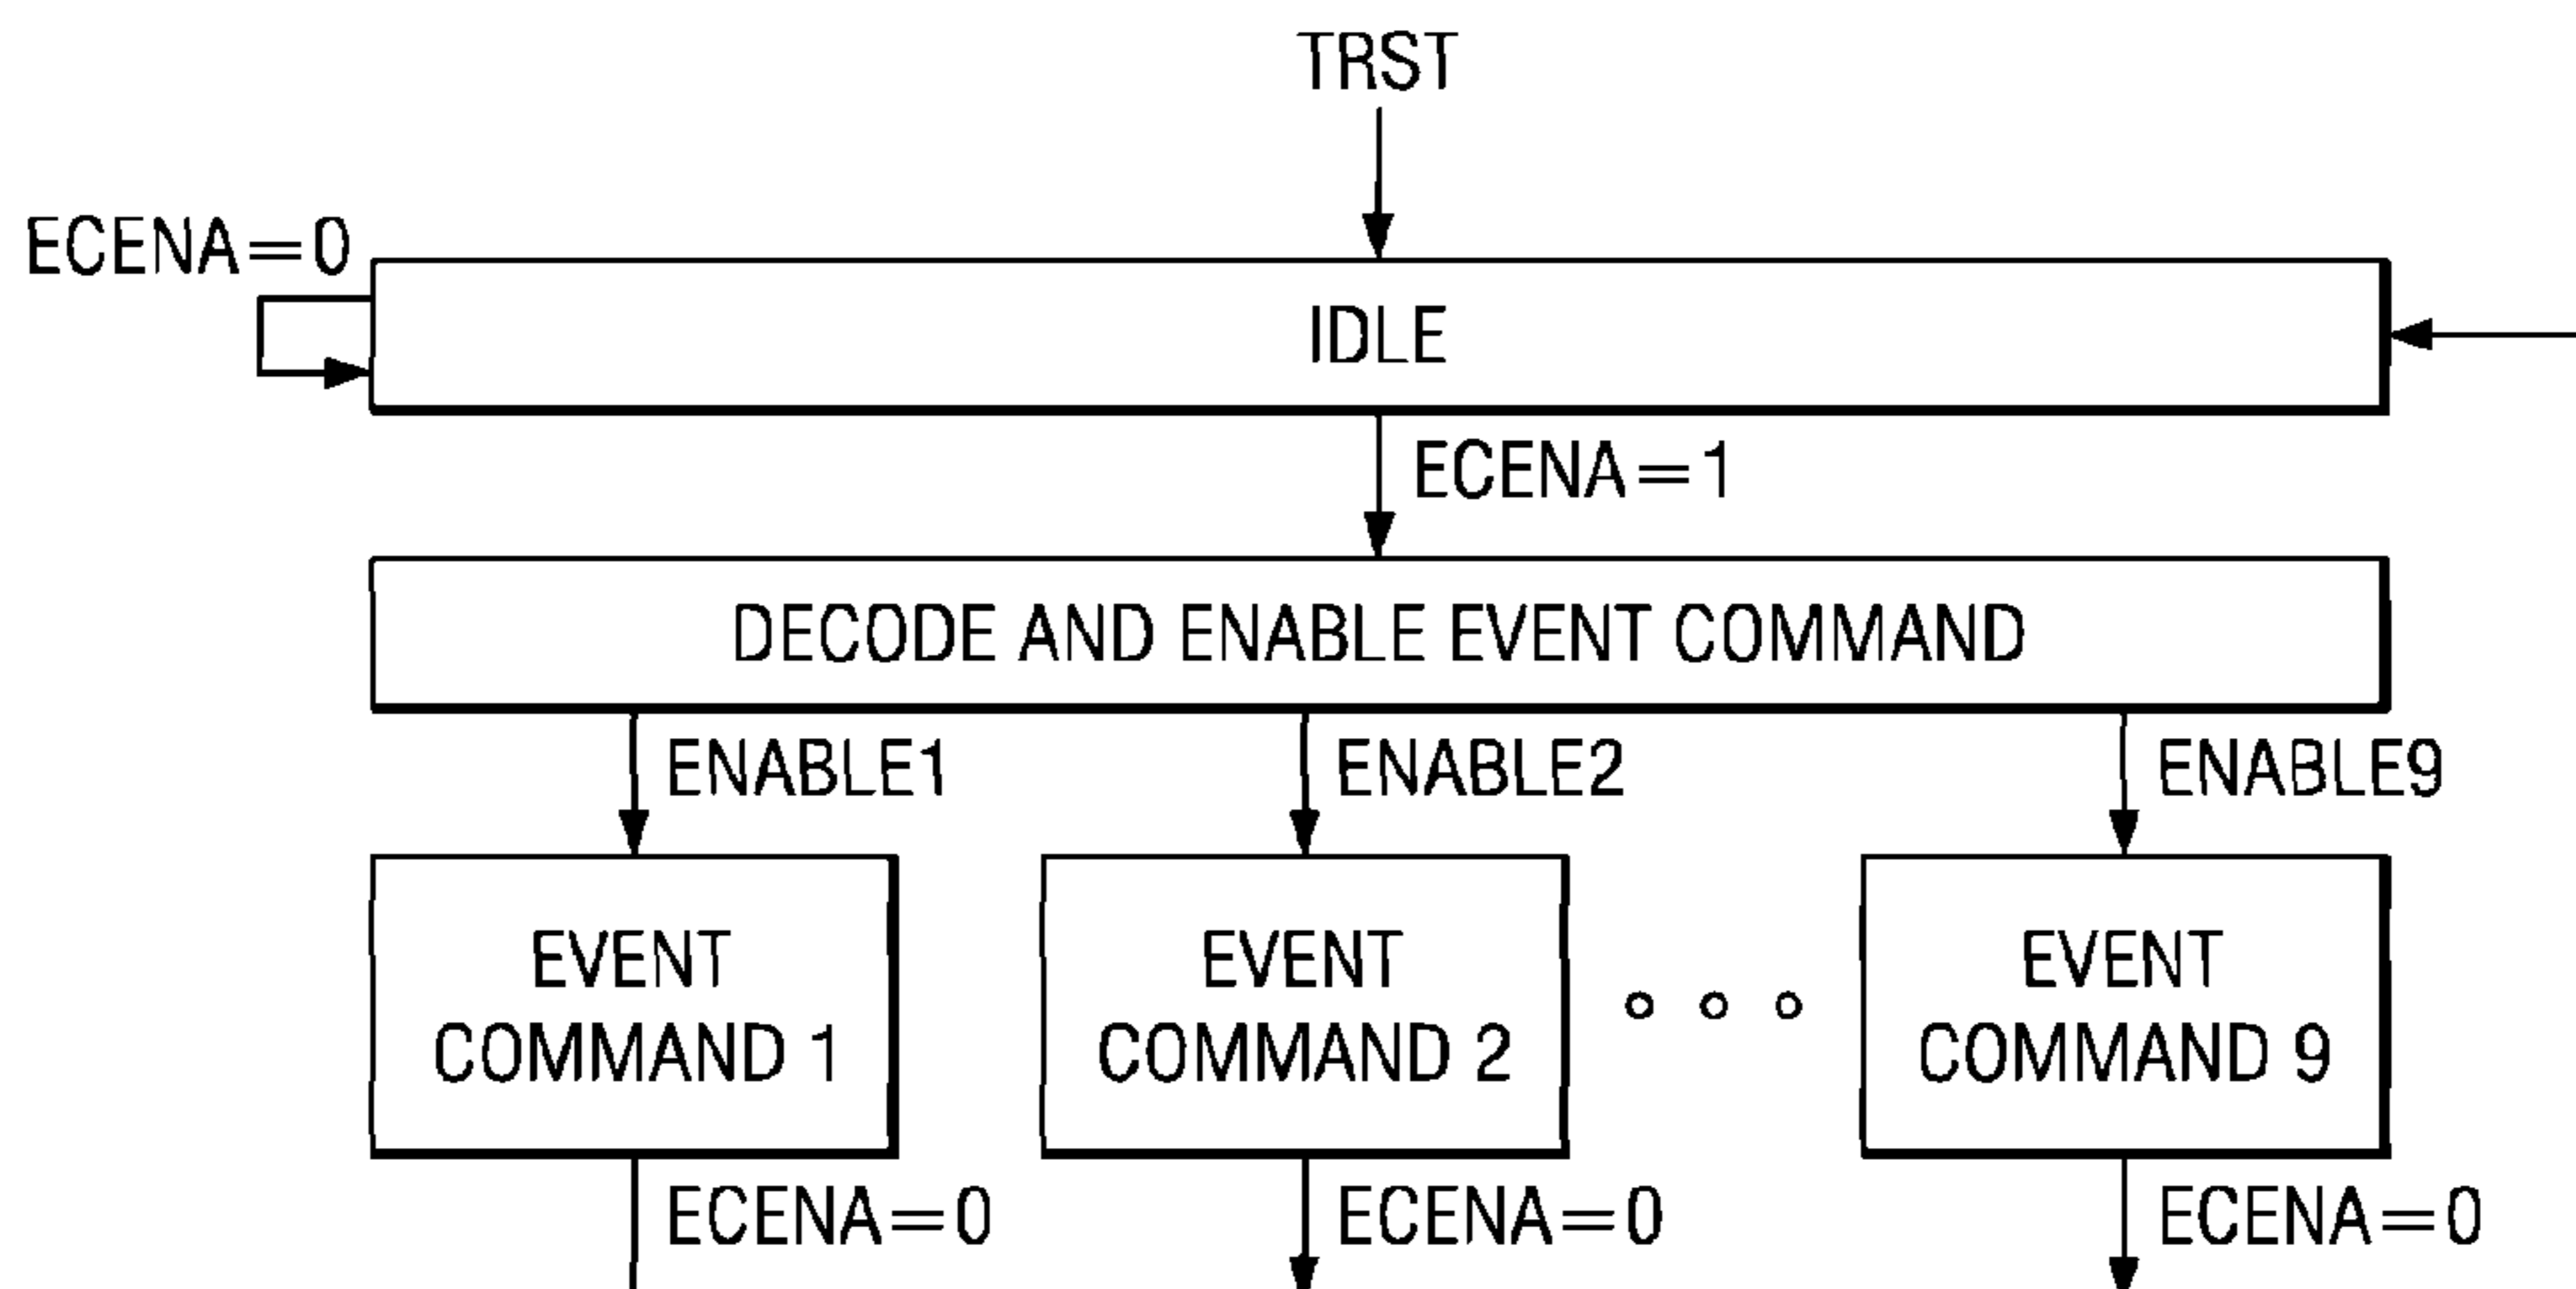 TRST
ECENA=0
IDLE
ECENA=1
DECODE AND ENABLE EVENT COMMAND
ENABLE1
ENABLE2
ENABLE9
EVENT
COMMAND 1
EVENT
COMMAND 2
EVENT
COMMAND 9
ECENA=0
ECENA=0
ECENA=0